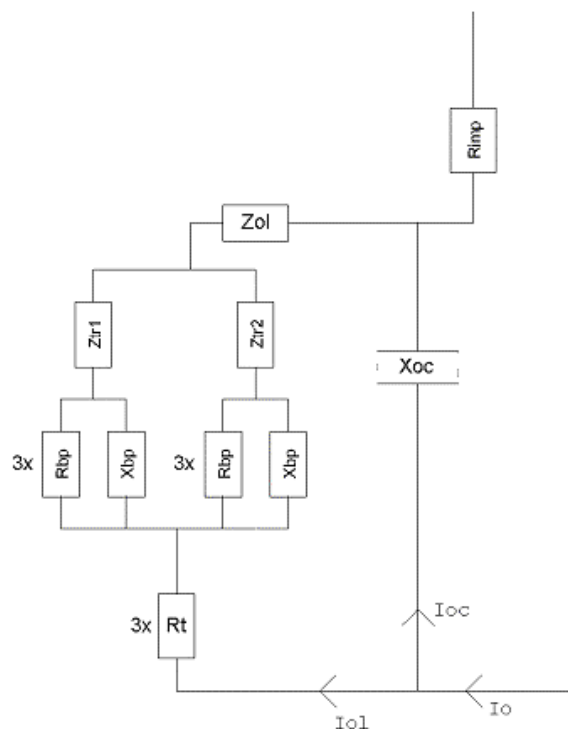 Rimp
Zol
Ztr1
Ztr2
Xoc
3x
Rbp
Xbp
3x
Rbp
Xbp
3x
Rt
Ioc
Iol
Io